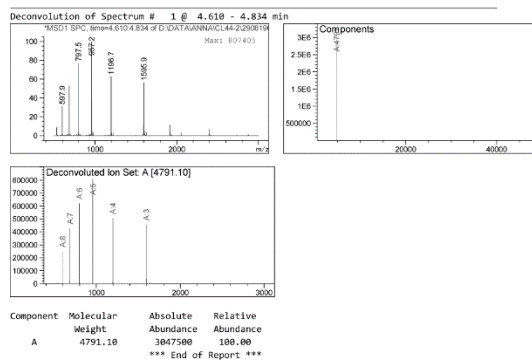 Deconvolution of Spectrum # 1 @ 4.610 - 4.834 min
*MSD1 SPC, time=4.610:4.834 of D:\DATA\ANNA\CL44-2\290819
Max: 807405
100
80
60
40
20
0
597.9
797.5
957.2
1196.7
1595.9
1000
2000
m/z
Components
3E6
2.5E6
2E6
1.5E6
1E6
500000
20000
40000
Deconvoluted Ion Set: A [4791.10]
800000
700000
600000
500000
400000
300000
200000
100000
0
A:8
A:7
A:6
A:5
A:4
A:3
1000
2000
3000
Component Molecular Absolute Relative
Weight Abundance Abundance
A 4791.10 3047500 100.00
*** End of Report ***